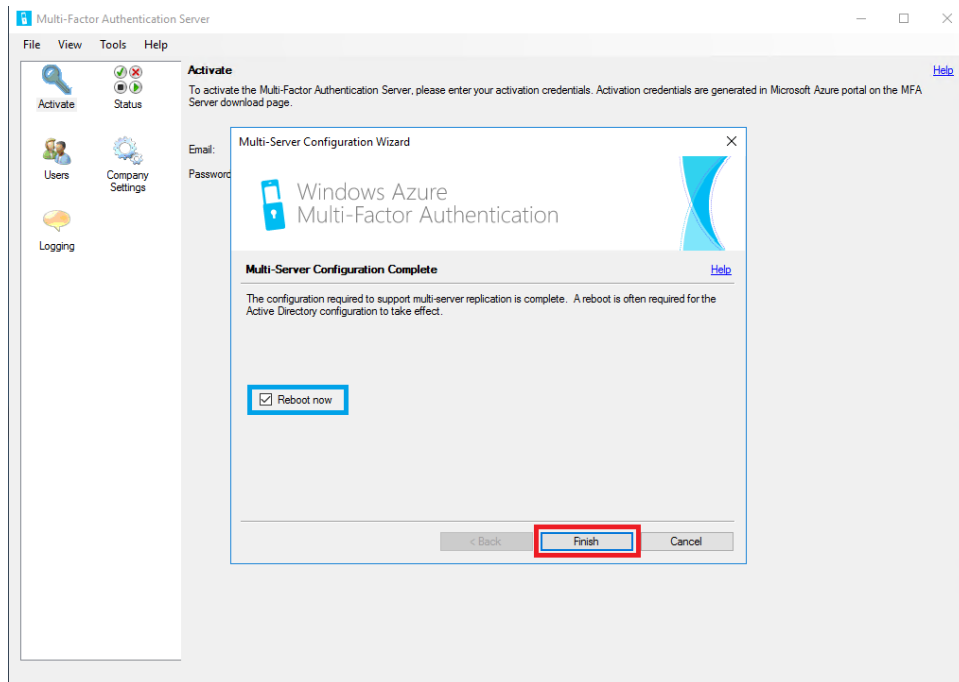 Multi-Factor Authentication Server
File View Tools Help
Activate
Status
Users
Company
Settings
Logging
Activate
Help
To activate the Multi-Factor Authentication Server, please enter your activation credentials. Activation credentials are generated in Microsoft Azure portal on the MFA
Server download page.
Email:
Password
Multi-Server Configuration Wizard
Windows Azure
Multi-Factor Authentication
Multi-Server Configuration Complete
Help
The configuration required to support multi-server replication is complete. A reboot is often required for the
Active Directory configuration to take effect.
Reboot now
< Back
Finish
Cancel